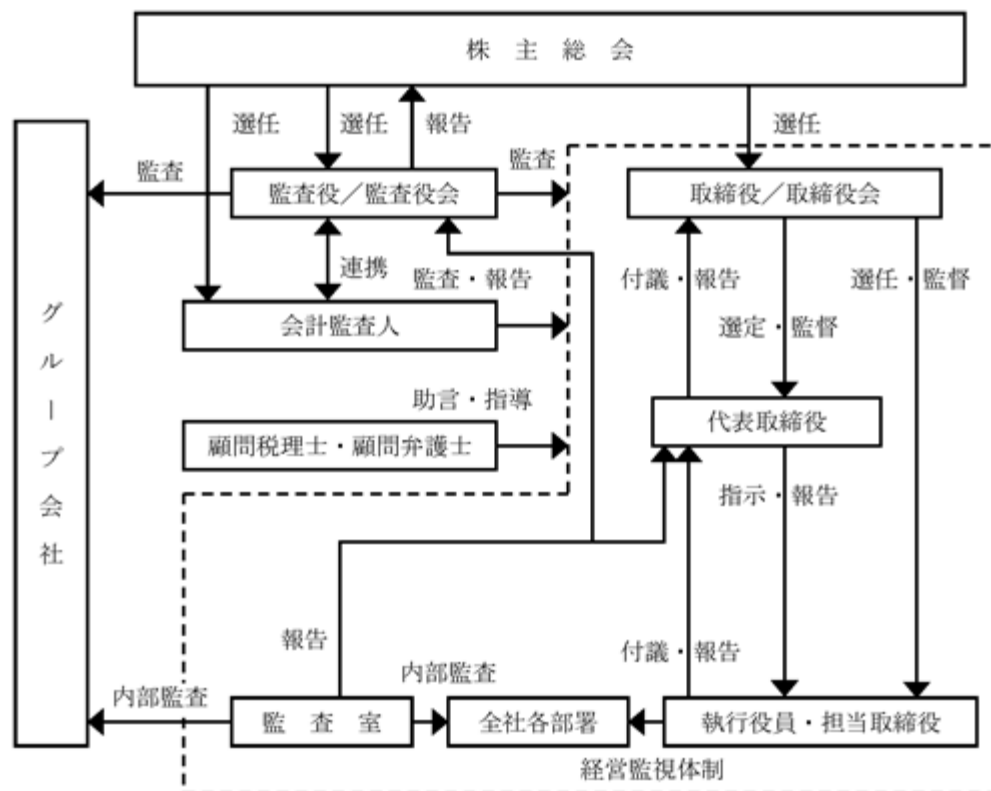 株主総会
選任
選任
報告
選任
監査
監査
監査役／監査役会
取締役／取締役会
連携
監査・報告
付議・報告
選任・監督
グループ会社
会計監査人
選定・監督
助言・指導
顧問税理士・顧問弁護士
代表取締役
指示・報告
報告
付議・報告
内部監査
内部監査
監査室
全社各部署
執行役員・担当取締役
経営監視体制